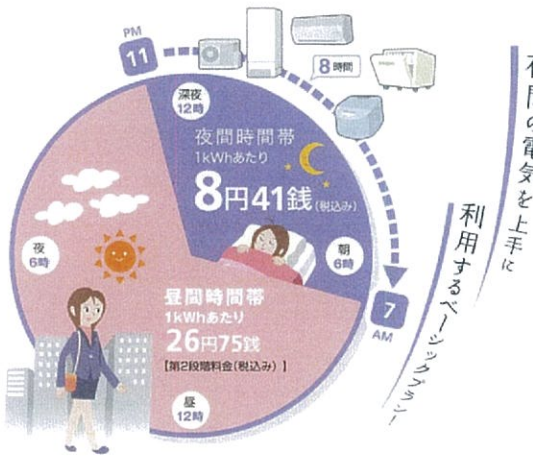 PM
11
8時間
深夜
12時
夜間時間帯
1kWhあたり
8円41銭(税込み)
朝
6時
7
AM
夜
6時
昼間時間帯
1kWhあたり
26円75銭
【第2段階料金(税込み)】
昼
12時
間の電気を上手に
利用するベーシックプラン!